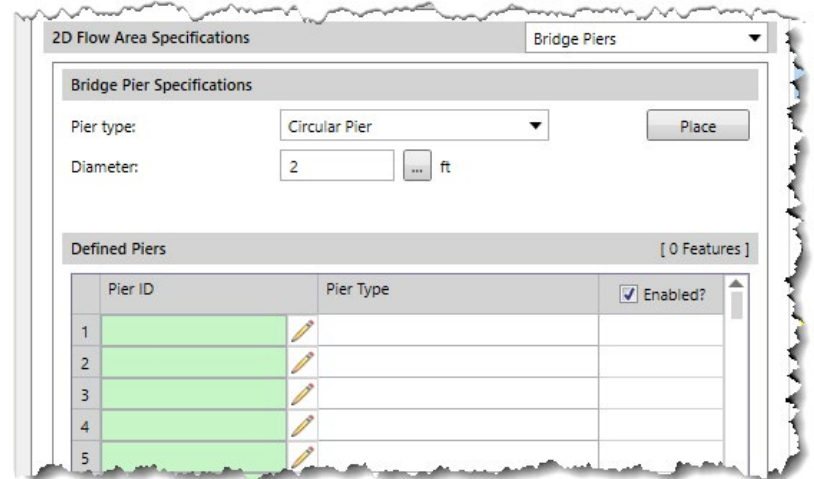 2D Flow Area Specifications Bridge Piers
Bridge Pier Specifications
Pier type: Circular Pier Place
Diameter: 2 ... ft
Defined Piers [ 0 Features ]
Pier ID Pier Type Enabled?
1
2
3
4
5